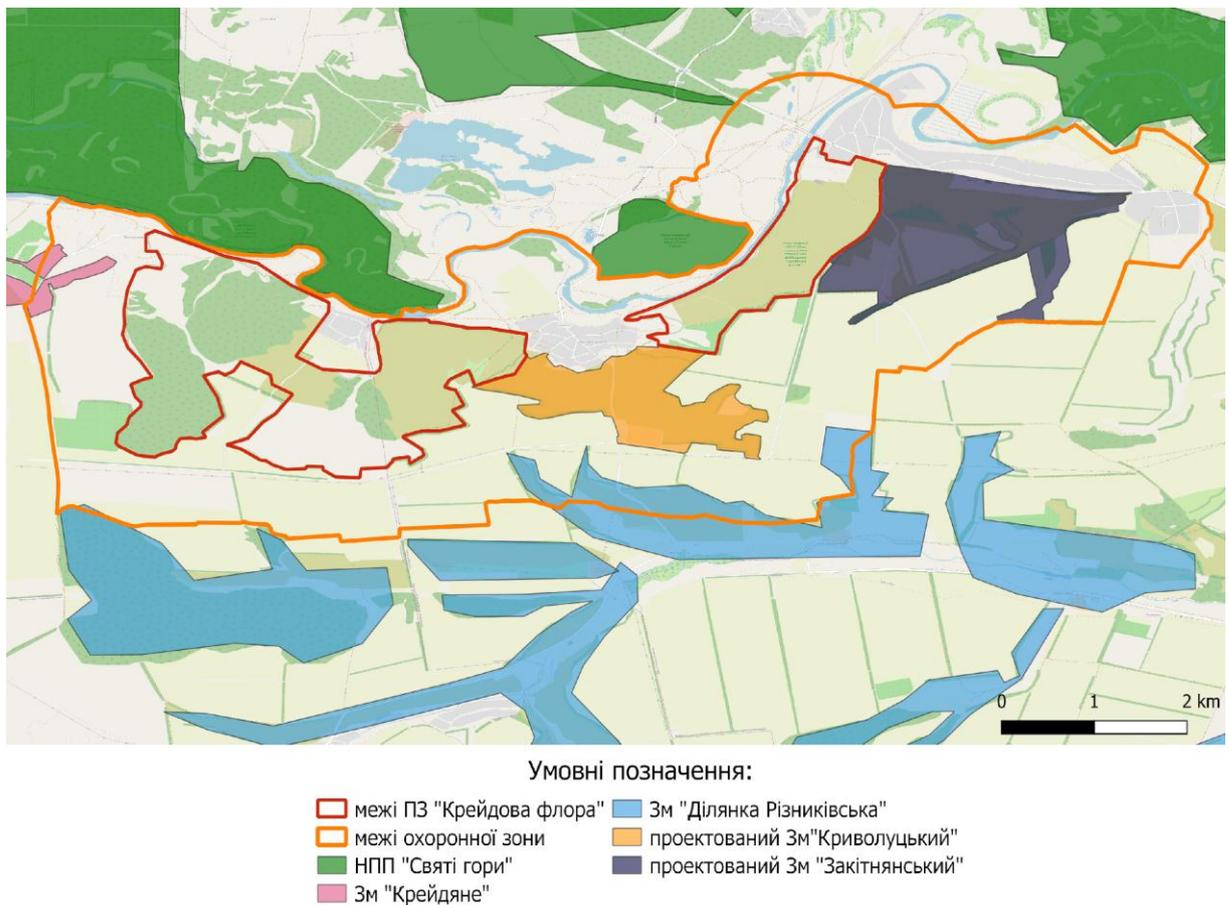 0 1 2 km
Умовні позначення:
межі ПЗ "Крейдова флора"
межі охоронної зони
НПП "Святі гори"
Зм "Крейдяне"
Зм "Ділянка Різниківська"
проектований Зм"Криволуцький"
проектований Зм "Закітнянський"